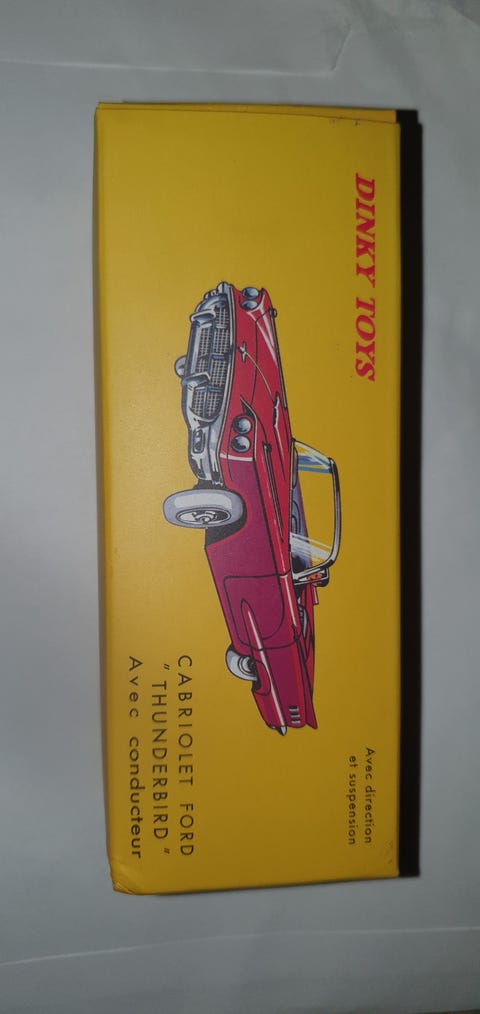 DINKY TOYS
Avec direction
et suspension
CABRIOLET FORD
"THUNDERBIRD"
Avec conducteur